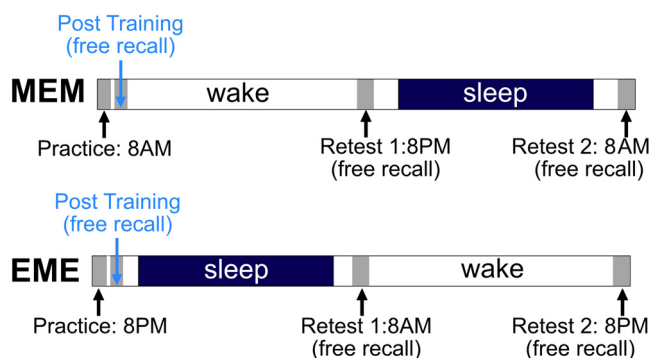 Post Training
(free recall)
MEM
wake
sleep
Practice: 8AM
Retest 1:8PM
(free recall)
Retest 2: 8AM
(free recall)
Post Training
(free recall)
EME
sleep
wake
Practice: 8PM
Retest 1:8AM
(free recall)
Retest 2: 8PM
(free recall)